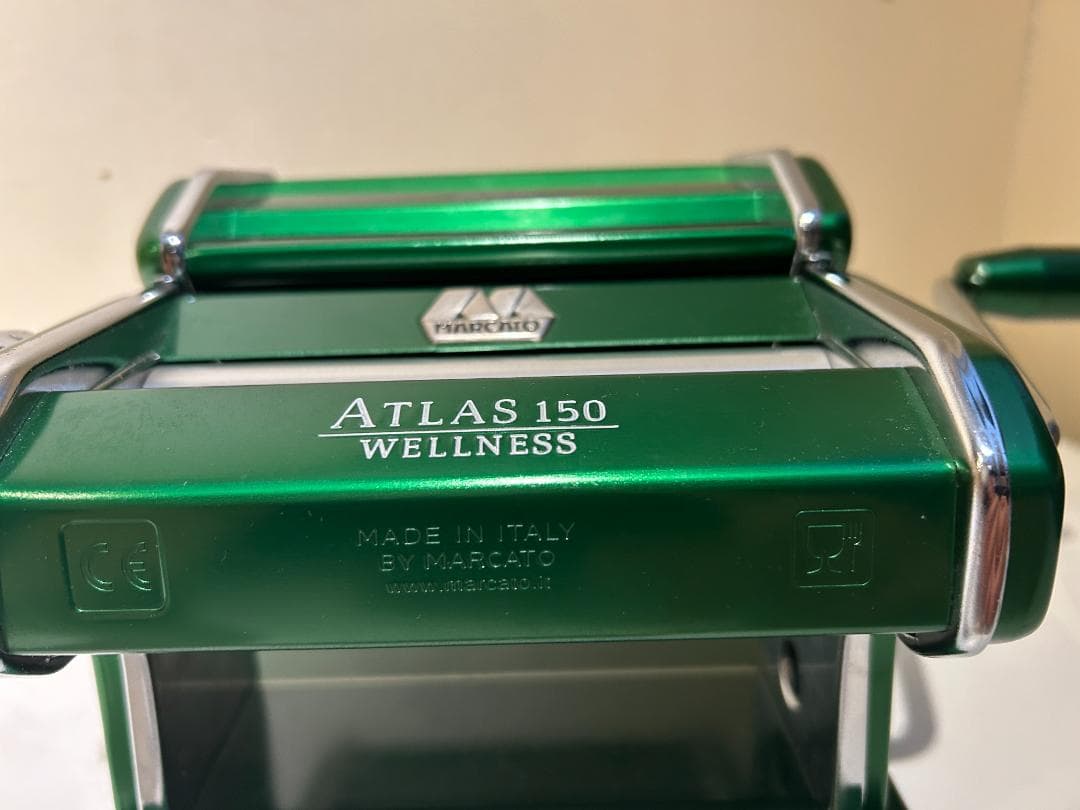 MARCATO
ATLAS 150
WELLNESS
MADE IN ITALY
BY MARCATO
www.marcato.it
CE